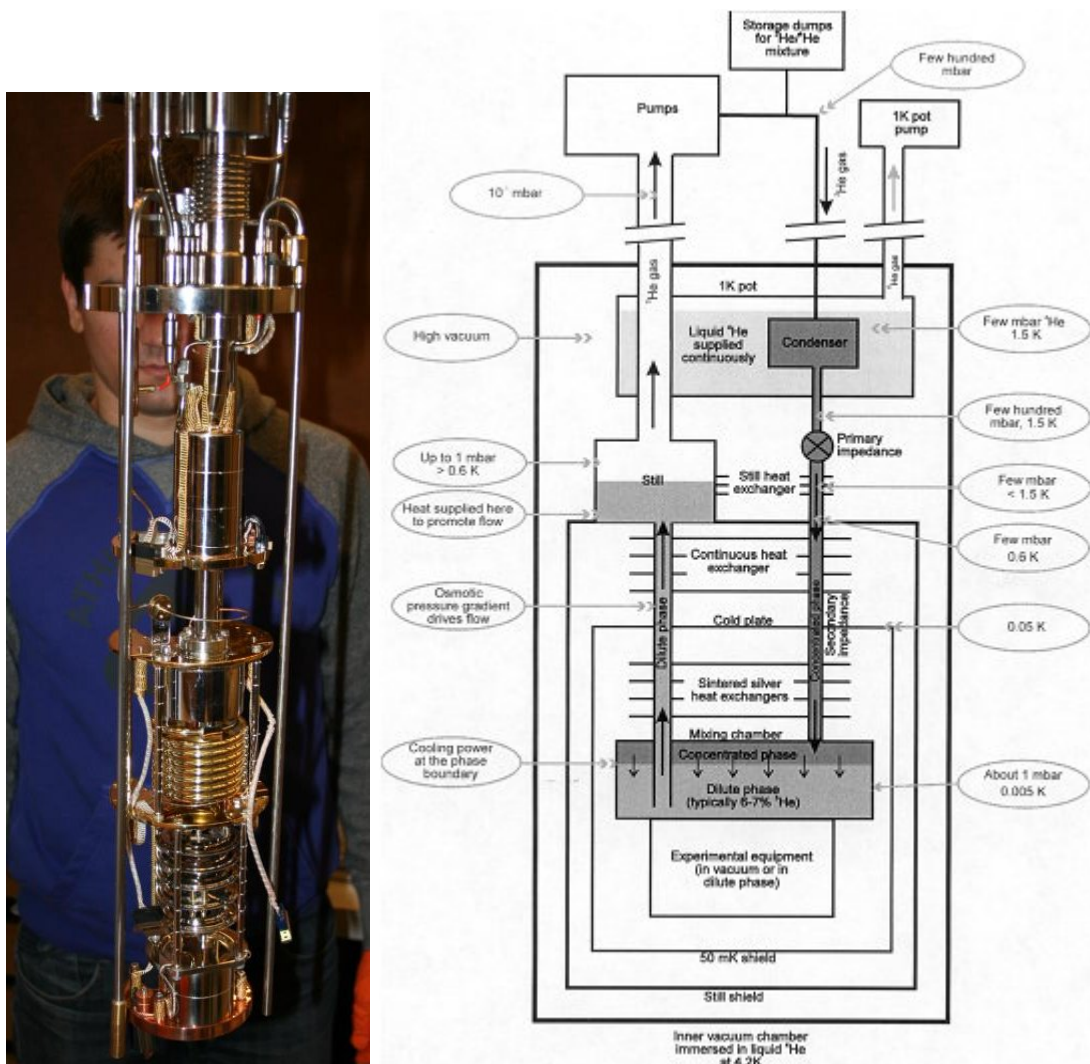 Storage dumps
for ³He/⁴He
mixture
Few hundred
mbar
Pumps
1K pot
pump
mbar
³He gas
³He gas
⁴He gas
1K pot
High vacuum
Liquid ⁴He
supplied
continuously
Condenser
Few mbar ⁴He
1.5 K
Few hundred
mbar, 1.5 K
Primary
impedance
Up to 1 mbar
> 0.6 K
Still
Still heat
exchanger
Few mbar
< 1.5 K
Heat supplied here
to promote flow
Few mbar
0.6 K
Continuous heat
exchanger
Osmotic
pressure gradient
drives flow
Dilute phase
Concentrated phase
Secondary
impedance
Cold plate
0.05 K
Sintered silver
heat exchangers
Mixing chamber
Cooling power
at the phase
boundary
Concentrated phase
Dilute phase
(typically 6-7% ³He)
About 1 mbar
0.005 K
Experimental equipment
(in vacuum or in
dilute phase)
50 mK shield
Still shield
Inner vacuum chamber
immersed in liquid ⁴He
at 4.2K